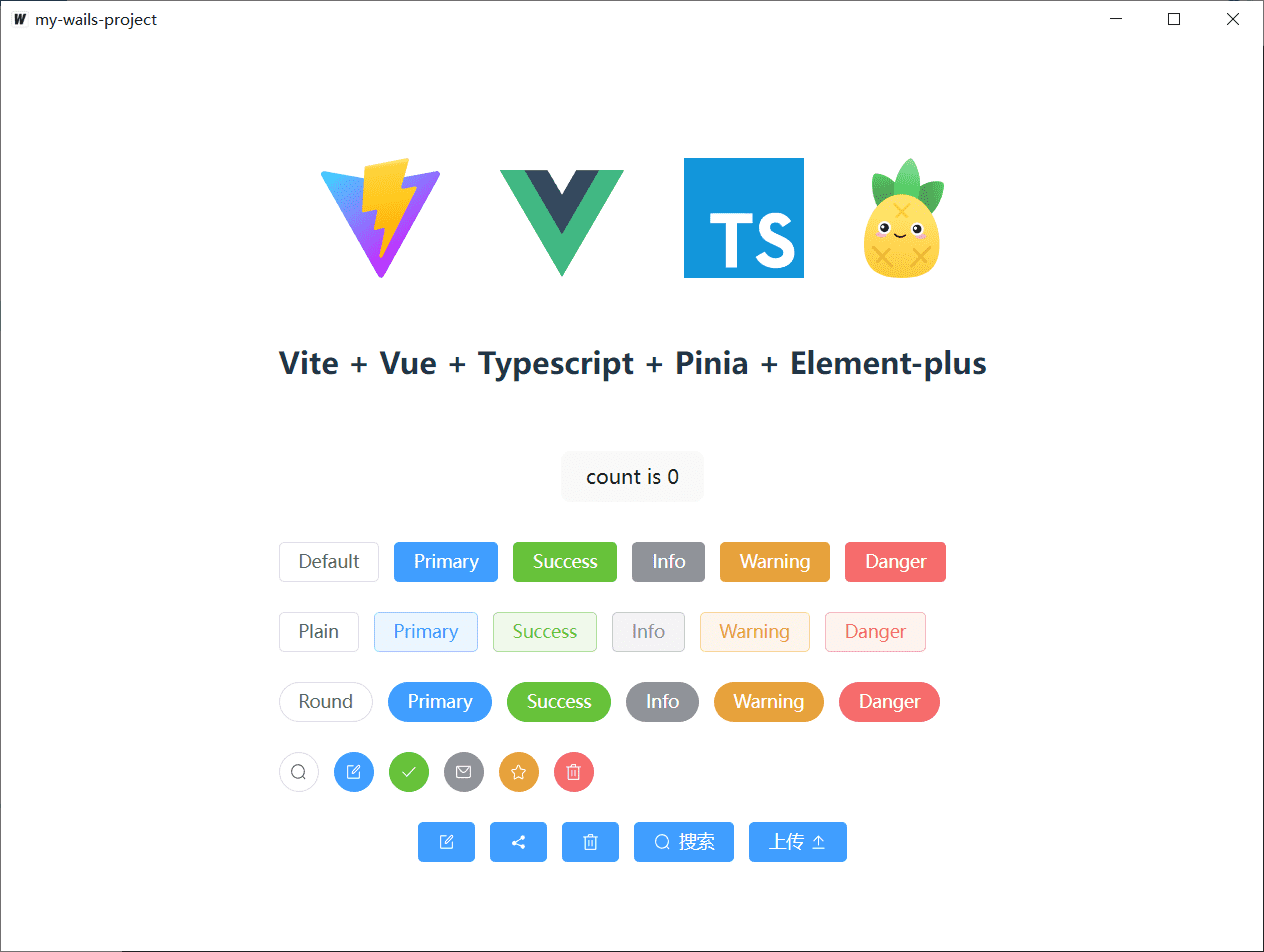 W my-wails-project
TS
Vite + Vue + Typescript + Pinia + Element-plus
count is 0
Default Primary Success Info Warning Danger
Plain Primary Success Info Warning Danger
Round Primary Success Info Warning Danger
搜索 上传